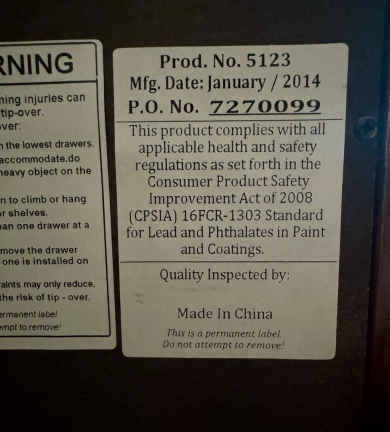 RNING
ning injuries can
tip-over.
ver:
n the lowest drawers.
accommodate.do
heavy object on the
n to climb or hang
r shelves.
an one drawer at a
move the drawer
one is installed on
raints may only reduce,
the risk of tip - over.
ermanent label
empt to remove!
Prod. No. 5123
Mfg. Date: January / 2014
P.O. No. 7270099
This product complies with all
applicable health and safety
regulations as set forth in the
Consumer Product Safety
Improvement Act of 2008
(CPSIA) 16FCR-1303 Standard
for Lead and Phthalates in Paint
and Coatings.
Quality Inspected by:
Made In China
This is a permanent label.
Do not attempt to remove!